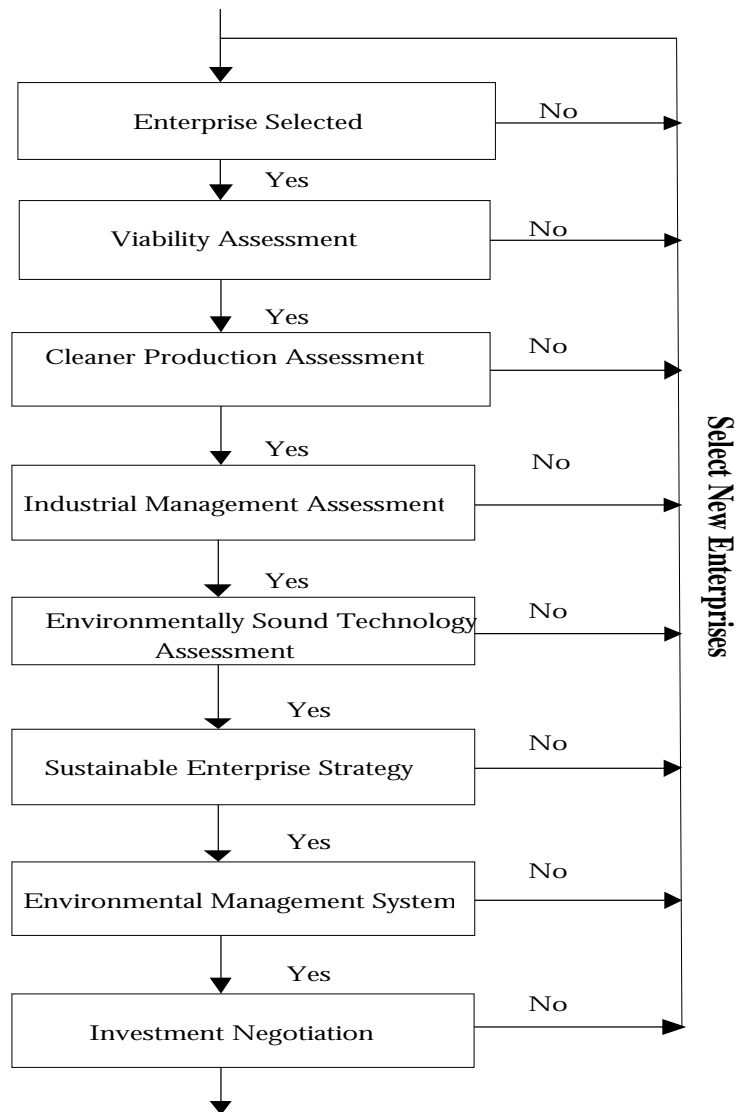 Enterprise Selected
No
Yes
Viability Assessment
No
Yes
Cleaner Production Assessment
No
Yes
Industrial Management Assessment
No
Yes
Environmentally Sound Technology
Assessment
No
Yes
Sustainable Enterprise Strategy
No
Yes
Environmental Management System
No
Yes
Investment Negotiation
No
Select New Enterprises